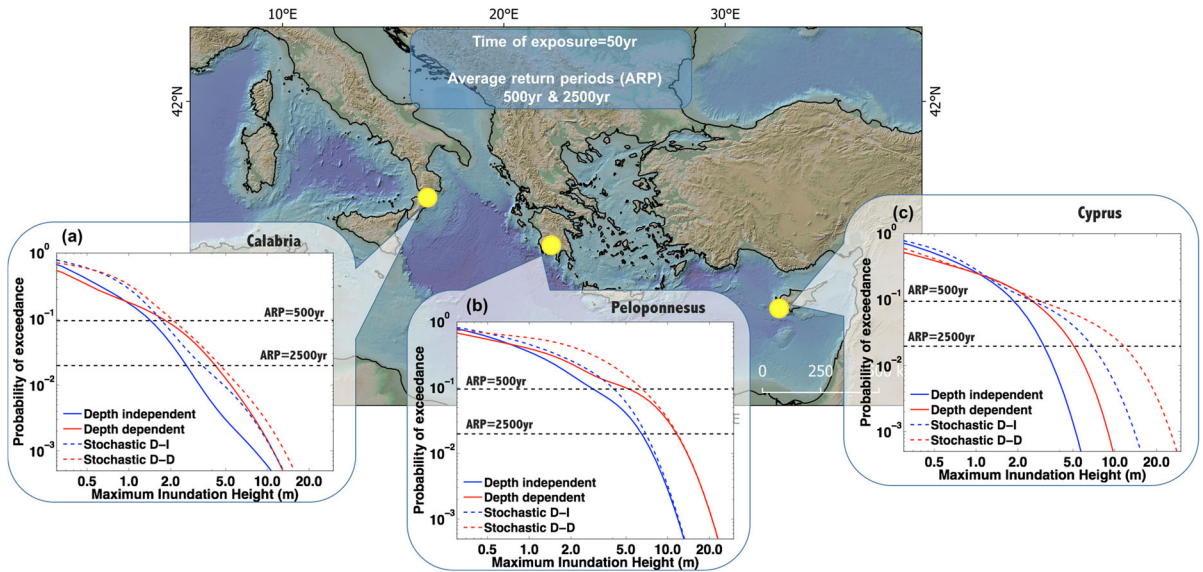 10°E
20°E
30°E
42°N
42°N
Time of exposure=50yr
Average return periods (ARP)
500yr & 2500yr
(a)
Calabria
Probability of exceedance
10⁰
10⁻¹
10⁻²
10⁻³
ARP=500yr
ARP=2500yr
Depth independent
Depth dependent
Stochastic D–I
Stochastic D–D
0.5 1.0 2.0 5.0 10.0 20.0
Maximum Inundation Height (m)
(b)
Peloponnesus
Probability of exceedance
10⁰
10⁻¹
10⁻²
10⁻³
ARP=500yr
ARP=2500yr
Depth independent
Depth dependent
Stochastic D–I
Stochastic D–D
0.5 1.0 2.0 5.0 10.0 20.0
Maximum Inundation Height (m)
(c)
Cyprus
Probability of exceedance
10⁰
10⁻¹
10⁻²
10⁻³
ARP=500yr
ARP=2500yr
Depth independent
Depth dependent
Stochastic D–I
Stochastic D–D
0.5 1.0 2.0 5.0 10.0 20.0
Maximum Inundation Height (m)
0 250